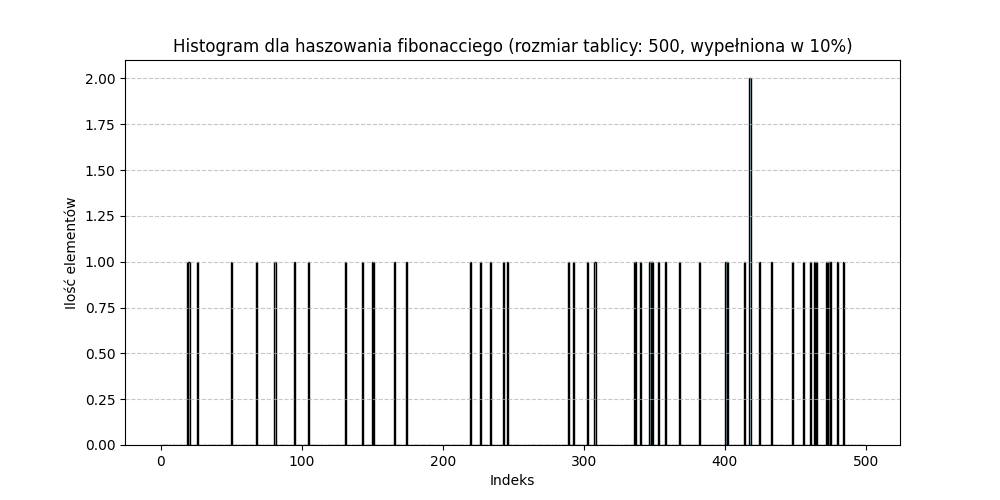 Histogram dla haszowania fibonacciego (rozmiar tablicy: 500, wypełniona w 10%)
2.00
1.75
1.50
1.25
1.00
0.75
0.50
0.25
0.00
Ilość elementów
0 100 200 300 400 500
Indeks